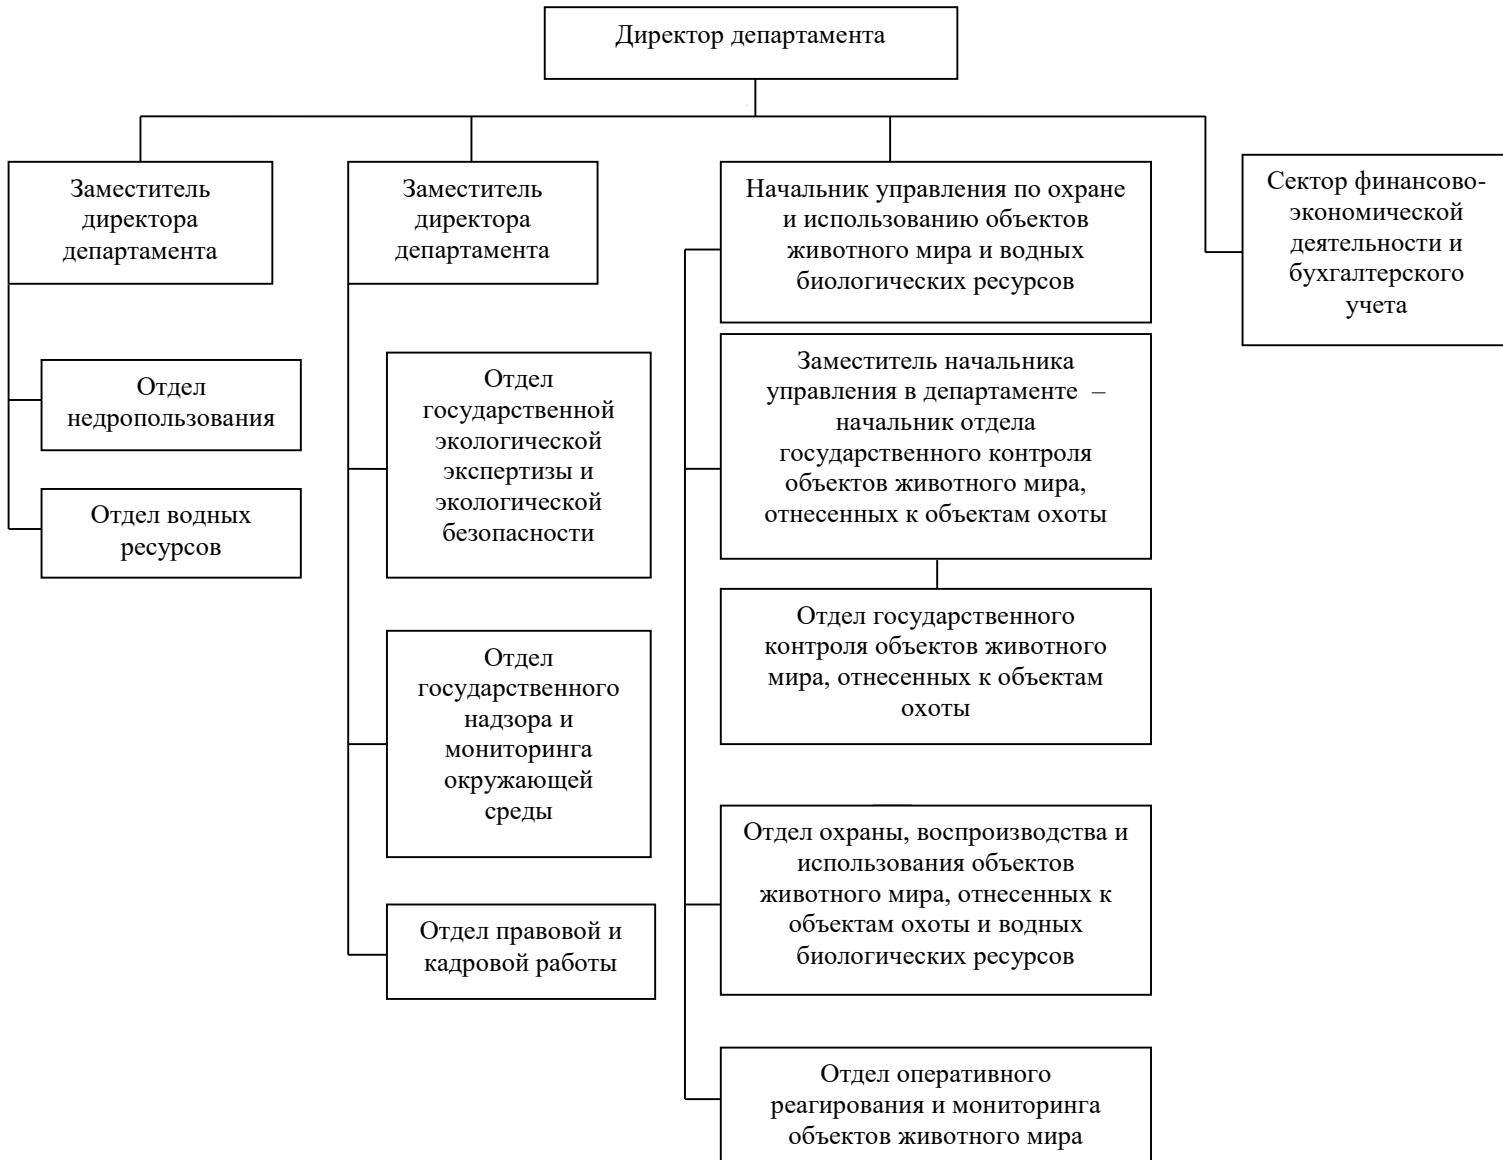 Директор департамента
Заместитель
директора
департамента
Отдел
недропользования
Отдел водных
ресурсов
Заместитель
директора
департамента
Отдел
государственной
экологической
экспертизы и
экологической
безопасности
Отдел
государственного
надзора и
мониторинга
окружающей
среды
Отдел правовой и
кадровой работы
Начальник управления по охране
и использованию объектов
животного мира и водных
биологических ресурсов
Заместитель начальника
управления в департаменте –
начальник отдела
государственного контроля
объектов животного мира,
отнесенных к объектам охоты
Отдел государственного
контроля объектов животного
мира, отнесенных к объектам
охоты
Отдел охраны, воспроизводства и
использования объектов
животного мира, отнесенных к
объектам охоты и водных
биологических ресурсов
Отдел оперативного
реагирования и мониторинга
объектов животного мира
Сектор финансово-
экономической
деятельности и
бухгалтерского
учета